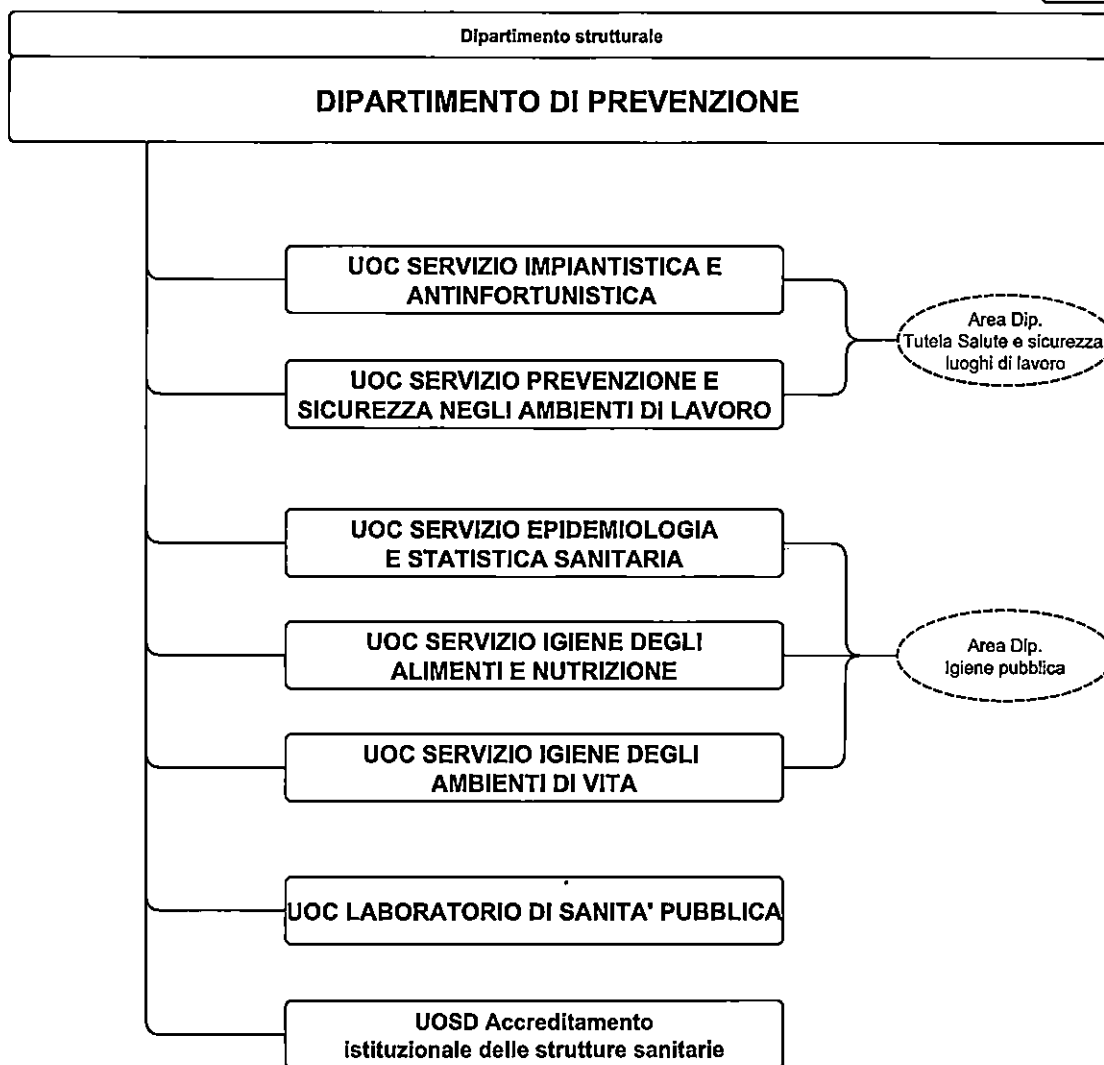 Dipartimento strutturale
DIPARTIMENTO DI PREVENZIONE
UOC SERVIZIO IMPIANTISTICA E
ANTINFORTUNISTICA
Area Dip.
Tutela Salute e sicurezza
luoghi di lavoro
UOC SERVIZIO PREVENZIONE E
SICUREZZA NEGLI AMBIENTI DI LAVORO
UOC SERVIZIO EPIDEMIOLOGIA
E STATISTICA SANITARIA
UOC SERVIZIO IGIENE DEGLI
ALIMENTI E NUTRIZIONE
Area Dip.
Igiene pubblica
UOC SERVIZIO IGIENE DEGLI
AMBIENTI DI VITA
UOC LABORATORIO DI SANITA' PUBBLICA
UOSD Accreditamento
istituzionale delle strutture sanitarie